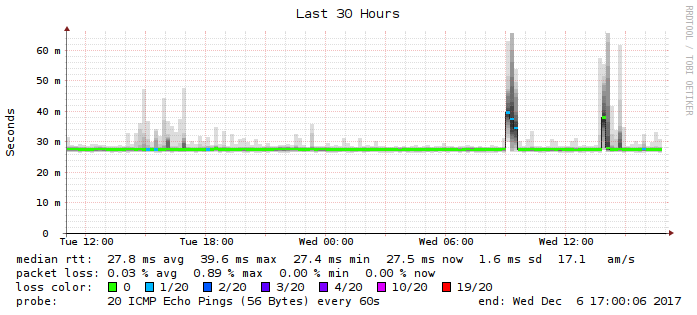 Last 30 Hours
RRDTOOL / TOBI OETIKER
Seconds
60 m
50 m
40 m
30 m
20 m
10 m
0
Tue 12:00 Tue 18:00 Wed 00:00 Wed 06:00 Wed 12:00
median rtt: 27.8 ms avg 39.6 ms max 27.4 ms min 27.5 ms now 1.6 ms sd 17.1 am/s
packet loss: 0.03 % avg 0.89 % max 0.00 % min 0.00 % now
loss color: 0 1/20 2/20 3/20 4/20 10/20 19/20
probe: 20 ICMP Echo Pings (56 Bytes) every 60s end: Wed Dec 6 17:00:06 2017